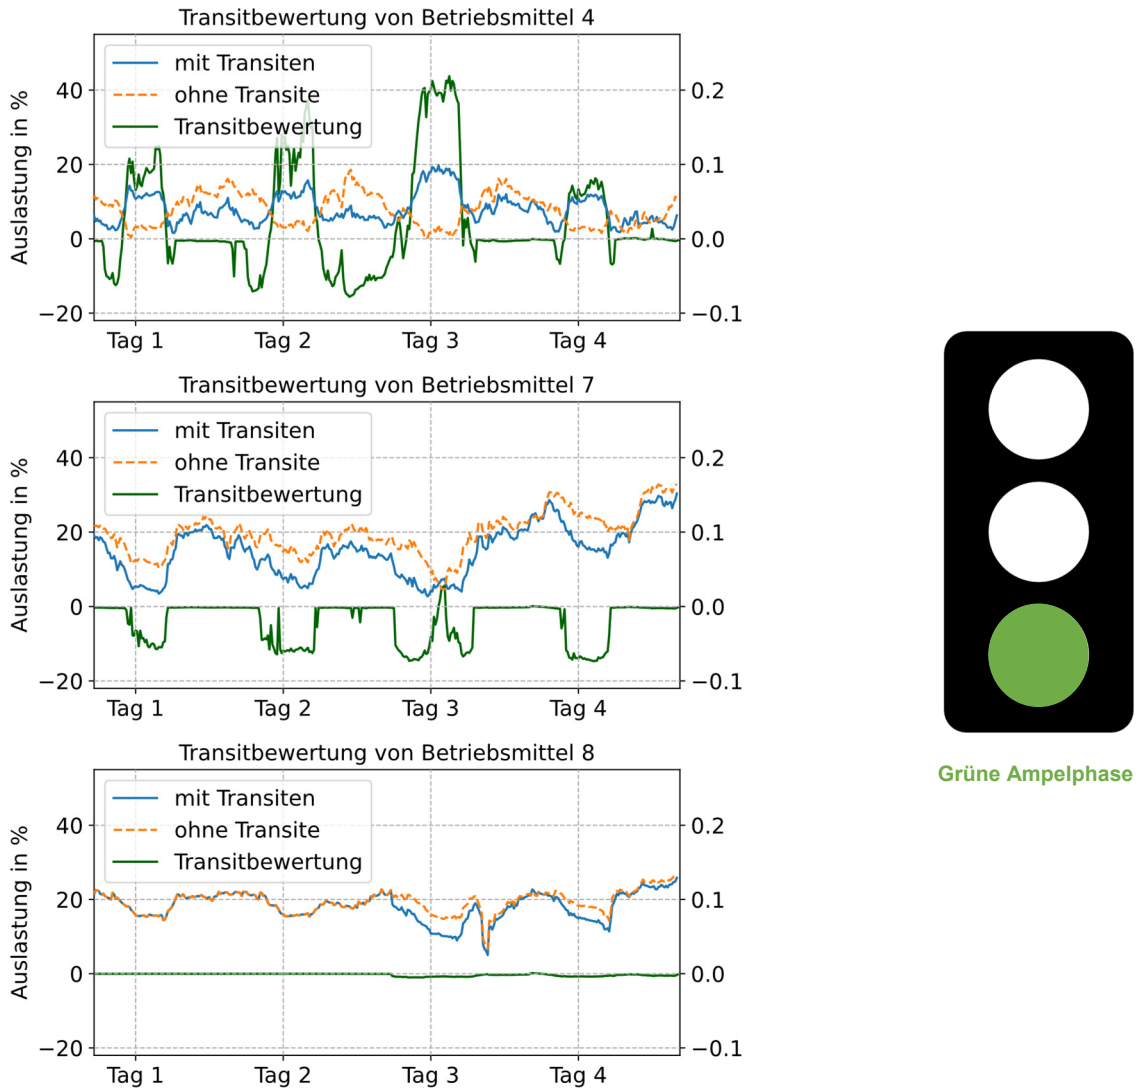 Transitbewertung von Betriebsmittel 4
mit Transiten
ohne Transite
Transitbewertung
Auslastung in %
40
20
0
−20
0.2
0.1
0.0
−0.1
Tag 1 Tag 2 Tag 3 Tag 4
Transitbewertung von Betriebsmittel 7
mit Transiten
ohne Transite
Transitbewertung
Auslastung in %
40
20
0
−20
0.2
0.1
0.0
−0.1
Tag 1 Tag 2 Tag 3 Tag 4
Transitbewertung von Betriebsmittel 8
mit Transiten
ohne Transite
Transitbewertung
Auslastung in %
40
20
0
−20
0.2
0.1
0.0
−0.1
Tag 1 Tag 2 Tag 3 Tag 4
Grüne Ampelphase